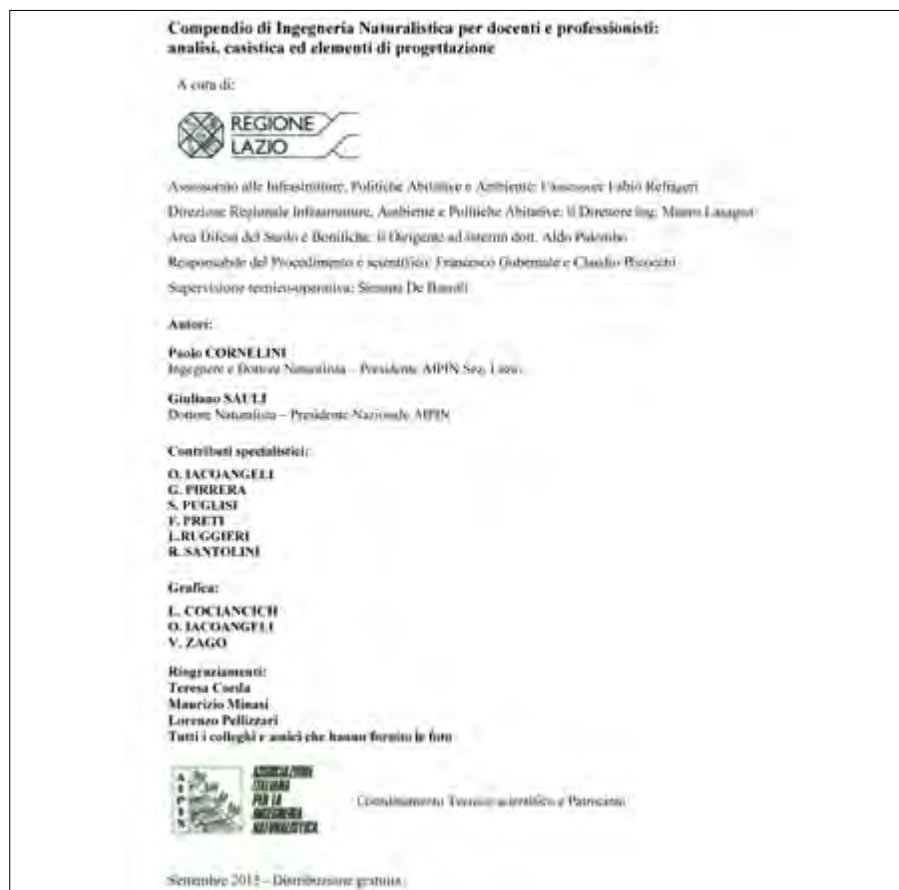 Compendio di Ingegneria Naturalistica per docenti e professionisti:
analisi, casistica ed elementi di progettazione
A cura di:
REGIONE
LAZIO
Assessorato alle Infrastrutture, Politiche Abitative e Ambiente: l'Assessore Fabio Refrigeri
Direzione Regionale Infrastrutture, Ambiente e Politiche Abitative: il Direttore Ing. Mauro Lasagna
Area Difesa del Suolo e Bonifiche: il Dirigente ad interim dott. Aldo Palombo
Responsabile del Procedimento e scientifico: Francesco Gubernale e Claudio
Supervisione tecnico-operativa: Simona De
Autori:
Paolo CORNELINI
Ingegnere e Dottore Naturalista – Presidente AIPIN Sez. Lazio
Giuliano SAULI
Dottore Naturalista – Presidente Nazionale AIPIN
Contributi specialistici:
O. IACOANGELI
G. PIRRERA
S. PUGLISI
F. PRETI
L.RUGGIERI
R. SANTOLINI
Grafica:
L. COCIANCICH
O. IACOANGELI
V. ZAGO
Ringraziamenti:
Teresa
Maurizio Minasi
Lorenzo Pellizzari
Tutti i colleghi e amici che hanno fornito le foto
AIPIN
ASSOCIAZIONE
ITALIANA
PER LA
INGEGNERIA
NATURALISTICA
Coordinamento Tecnico scientifico e Patrocinio
Settembre 2015 – Distribuzione gratuita